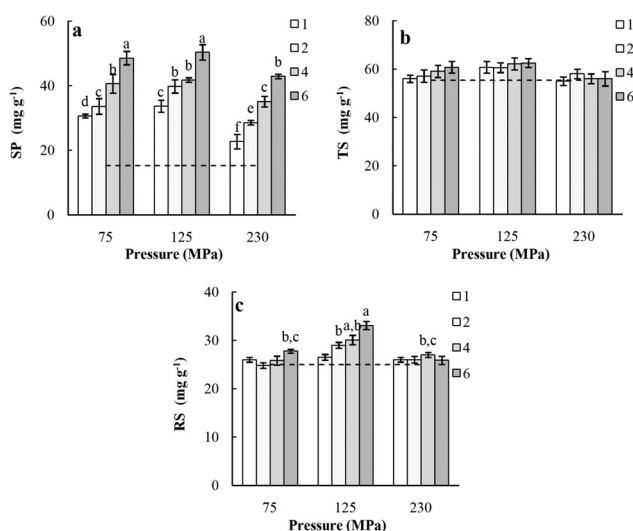 a
SP (mg g-1)
60
40
20
0
d c b a
c b b a
f e c b
75 125 230
Pressure (MPa)
1
2
4
6
b
TS (mg g-1)
80
60
40
20
0
75 125 230
Pressure (MPa)
1
2
4
6
c
RS (mg g-1)
40
30
20
10
0
b,c
b a,b a
b,c
75 125 230
Pressure (MPa)
1
2
4
6